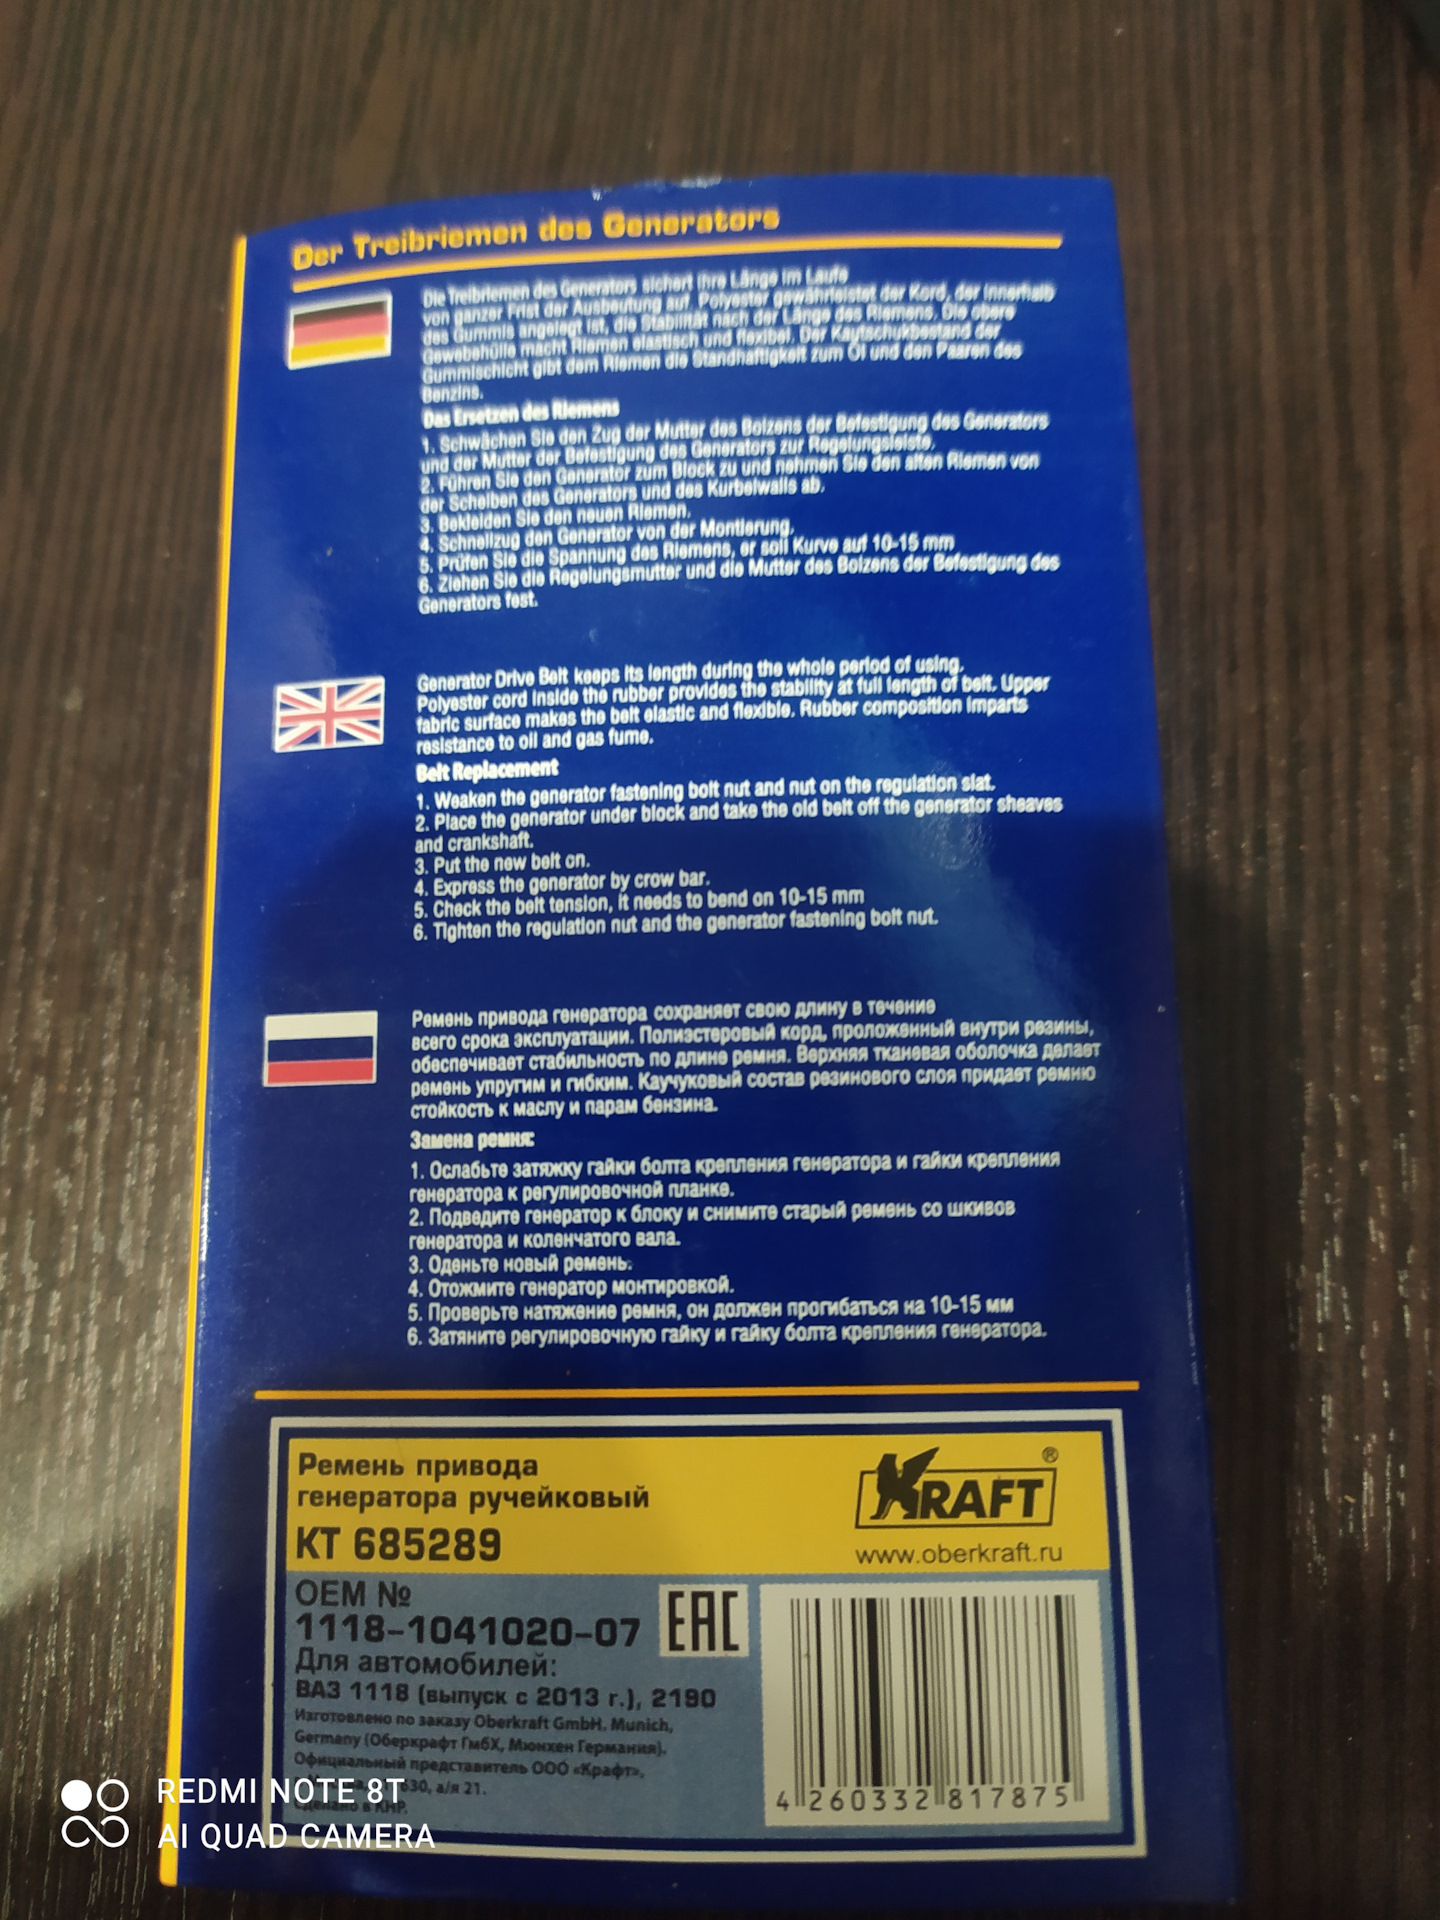 Der Treibriemen des Generators
Die Treibriemen des Generators sichert ihre Länge im Laufe
von ganzer Frist der Ausbeutung auf. Polyester gewährleistet der Kord, der innerhalb
des Gummis angelegt ist, die Stabilität nach der Länge des Riemens. Die obere
Gewebehülle macht Riemen elastisch und flexibel. Der Kautschukbestand der
Gummischicht gibt dem Riemen die Standhaftigkeit zum Öl und den Paaren des
Benzins.
Das Ersetzen des Riemens
1. Schwächen Sie den Zug der Mutter des Bolzens der Befestigung des Generators
und der Mutter der Befestigung des Generators zur Regelungsleiste.
2. Führen Sie den Generator zum Block zu und nehmen Sie den alten Riemen von
der Scheiben des Generators und des Kurbelwalls ab.
3. Bekleiden Sie den neuen Riemen.
4. Schnellzug den Generator von der Montierung.
5. Prüfen Sie die Spannung des Riemens, er soll Kurve auf 10-15 mm
6. Ziehen Sie die Regelungsmutter und die Mutter des Bolzens der Befestigung des
Generators fest.
Generator Drive Belt keeps its length during the whole period of using.
Polyester cord inside the rubber provides the stability at full length of belt. Upper
fabric surface makes the belt elastic and flexible. Rubber composition imparts
resistance to oil and gas fume.
Belt Replacement
1. Weaken the generator fastening bolt nut and nut on the regulation slat.
2. Place the generator under block and take the old belt off the generator sheaves
and crankshaft.
3. Put the new belt on.
4. Express the generator by crow bar.
5. Check the belt tension, it needs to bend on 10-15 mm
6. Tighten the regulation nut and the generator fastening bolt nut.
Ремень привода генератора сохраняет свою длину в течение
всего срока эксплуатации. Полиэстеровый корд, проложенный внутри резины,
обеспечивает стабильность по длине ремня. Верхняя тканевая оболочка делает
ремень упругим и гибким. Каучуковый состав резинового слоя придает ремню
стойкость к маслу и парам бензина.
Замена ремня:
1. Ослабьте затяжку гайки болта крепления генератора и гайки крепления
генератора к регулировочной планке.
2. Подведите генератор к блоку и снимите старый ремень со шкивов
генератора и коленчатого вала.
3. Оденьте новый ремень.
4. Отожмите генератор монтировкой.
5. Проверьте натяжение ремня, он должен прогибаться на 10-15 мм
6. Затяните регулировочную гайку и гайку болта крепления генератора.
Ремень привода
генератора ручейковый
KT 685289
KRAFT ®
www.oberkraft.ru
OEM №
1118-1041020-07
EAC
Для автомобилей:
ВАЗ 1118 (выпуск с 2013 г.), 2190
Изготовлено по заказу Oberkraft GmbH. Munich,
Germany (Оберкрафт ГмбХ, Мюнхен Германия).
Официальный представитель ООО «Крафт»,
а/я 21.
Сделано в КНР.
4 260332 817875
REDMI NOTE 8T
AI QUAD CAMERA